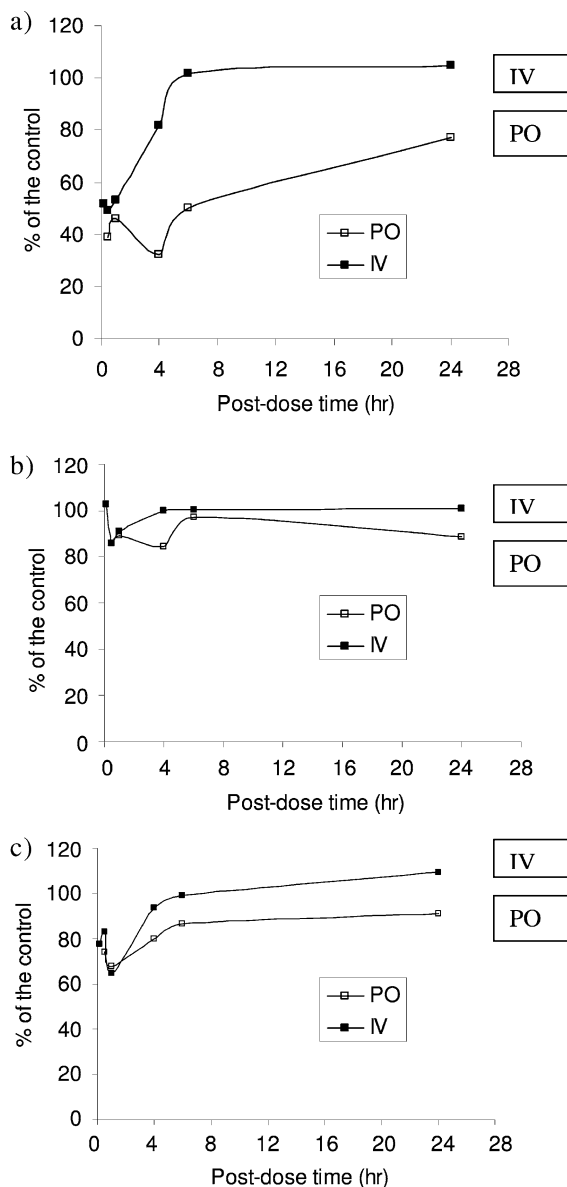 a)
120
100
80
60
40
20
0
% of the control
0 4 8 12 16 20 24 28
Post-dose time (hr)
PO
IV
IV
PO
b)
120
100
80
60
40
20
0
% of the control
0 4 8 12 16 20 24 28
Post-dose time (hr)
PO
IV
IV
PO
c)
120
100
80
60
40
20
0
% of the control
0 4 8 12 16 20 24 28
Post-dose time (hr)
PO
IV
IV
PO